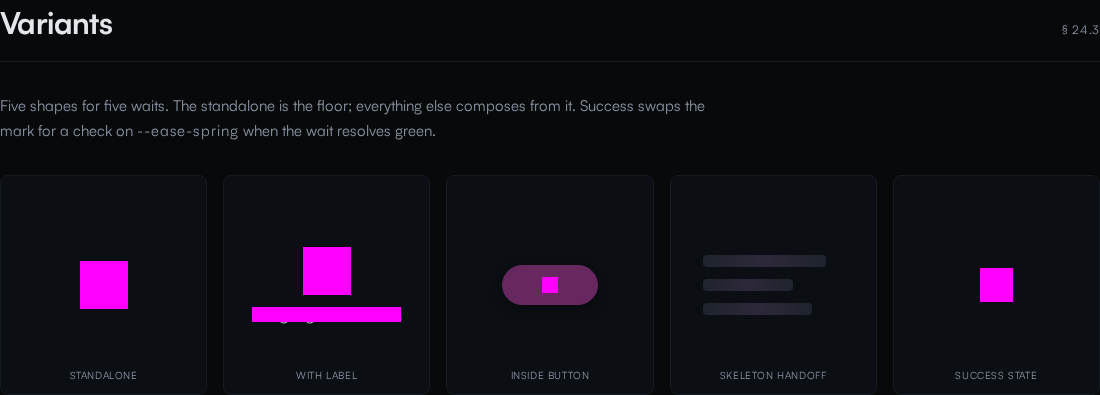 Variants
§ 24.3
Five shapes for five waits. The standalone is the floor; everything else composes from it. Success swaps the
mark for a check on --ease-spring when the wait resolves green.
STANDALONE
WITH LABEL
INSIDE BUTTON
SKELETON HANDOFF
SUCCESS STATE